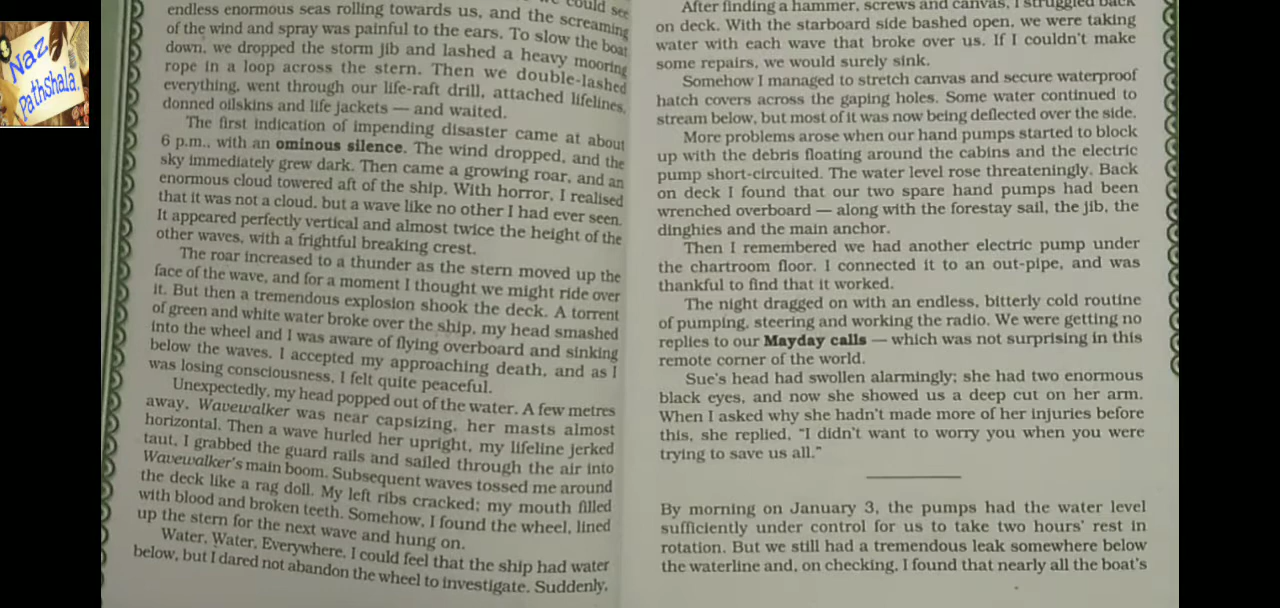 Naz
Pathshala.
could see
endless enormous seas rolling towards us, and the screaming
of the wind and spray was painful to the ears. To slow the boat
down, we dropped the storm jib and lashed a heavy mooring
rope in a loop across the stern. Then we double-lashed
everything, went through our life-raft drill, attached lifelines,
donned oilskins and life jackets — and waited.
The first indication of impending disaster came at about
6 p.m., with an ominous silence. The wind dropped, and the
sky immediately grew dark. Then came a growing roar, and an
enormous cloud towered aft of the ship. With horror, I realised
that it was not a cloud, but a wave like no other I had ever seen.
It appeared perfectly vertical and almost twice the height of the
other waves, with a frightful breaking crest.
The roar increased to a thunder as the stern moved up the
face of the wave, and for a moment I thought we might ride over
it. But then a tremendous explosion shook the deck. A torrent
of green and white water broke over the ship, my head smashed
into the wheel and I was aware of flying overboard and sinking
below the waves. I accepted my approaching death, and as I
was losing consciousness, I felt quite peaceful.
Unexpectedly, my head popped out of the water. A few metres
away, Wavewalker was near capsizing, her masts almost
horizontal. Then a wave hurled her upright, my lifeline jerked
taut, I grabbed the guard rails and sailed through the air into
Wavewalker's main boom. Subsequent waves tossed me around
the deck like a rag doll. My left ribs cracked; my mouth filled
with blood and broken teeth. Somehow, I found the wheel, lined
up the stern for the next wave and hung on.
Water, Water, Everywhere. I could feel that the ship had water
below, but I dared not abandon the wheel to investigate. Suddenly,
After finding a hammer, screws and canvas, I struggled back
on deck. With the starboard side bashed open, we were taking
water with each wave that broke over us. If I couldn't make
some repairs, we would surely sink.
Somehow I managed to stretch canvas and secure waterproof
hatch covers across the gaping holes. Some water continued to
stream below, but most of it was now being deflected over the side.
More problems arose when our hand pumps started to block
up with the debris floating around the cabins and the electric
pump short-circuited. The water level rose threateningly. Back
on deck I found that our two spare hand pumps had been
wrenched overboard — along with the forestay sail, the jib, the
dinghies and the main anchor.
Then I remembered we had another electric pump under
the chartroom floor. I connected it to an out-pipe, and was
thankful to find that it worked.
The night dragged on with an endless, bitterly cold routine
of pumping, steering and working the radio. We were getting no
replies to our Mayday calls — which was not surprising in this
remote corner of the world.
Sue's head had swollen alarmingly; she had two enormous
black eyes, and now she showed us a deep cut on her arm.
When I asked why she hadn't made more of her injuries before
this, she replied, "I didn't want to worry you when you were
trying to save us all."
By morning on January 3, the pumps had the water level
sufficiently under control for us to take two hours' rest in
rotation. But we still had a tremendous leak somewhere below
the waterline and, on checking, I found that nearly all the boat's